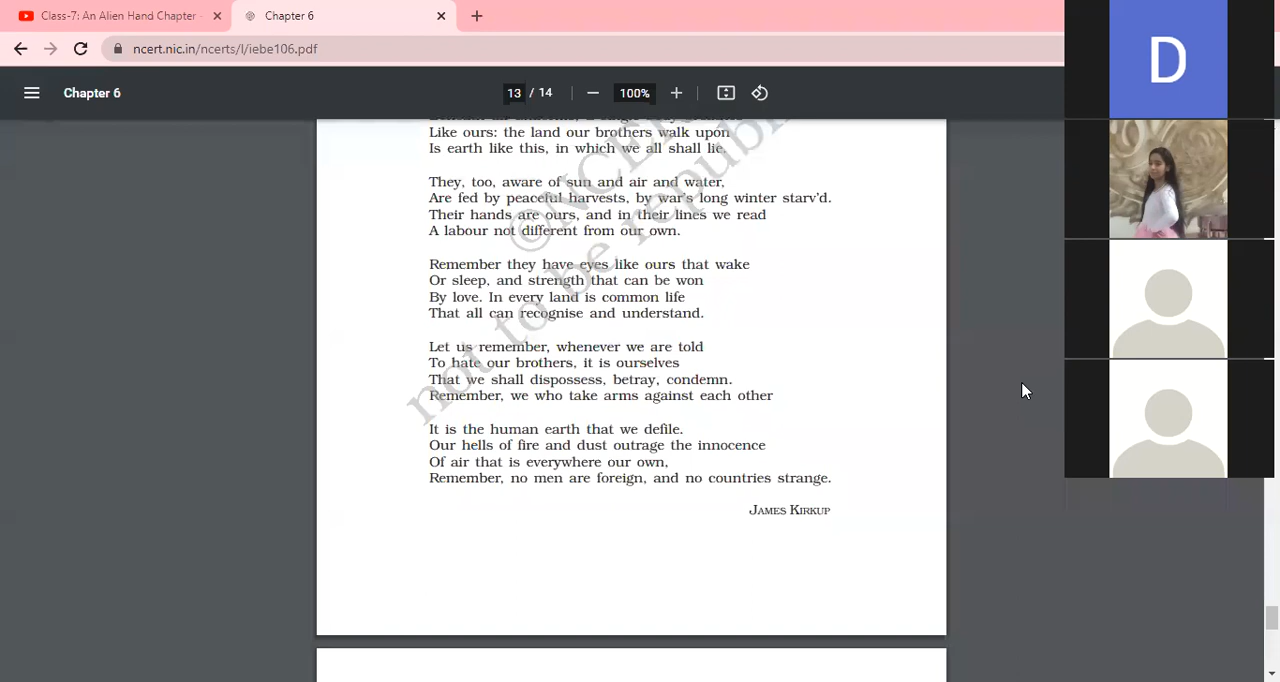 Class-7: An Alien Hand Chapter -
Chapter 6
ncert.nic.in/ncerts/l/iebe106.pdf
Chapter 6
13 / 14
100%
D
Like ours: the land our brothers walk upon
Is earth like this, in which we all shall lie.
They, too, aware of sun and air and water,
Are fed by peaceful harvests, by war's long winter starv'd.
Their hands are ours, and in their lines we read
A labour not different from our own.
Remember they have eyes like ours that wake
Or sleep, and strength that can be won
By love. In every land is common life
That all can recognise and understand.
Let us remember, whenever we are told
To hate our brothers, it is ourselves
That we shall dispossess, betray, condemn.
Remember, we who take arms against each other
It is the human earth that we defile.
Our hells of fire and dust outrage the innocence
Of air that is everywhere our own,
Remember, no men are foreign, and no countries strange.
James Kirkup
©NCE
not to be republi